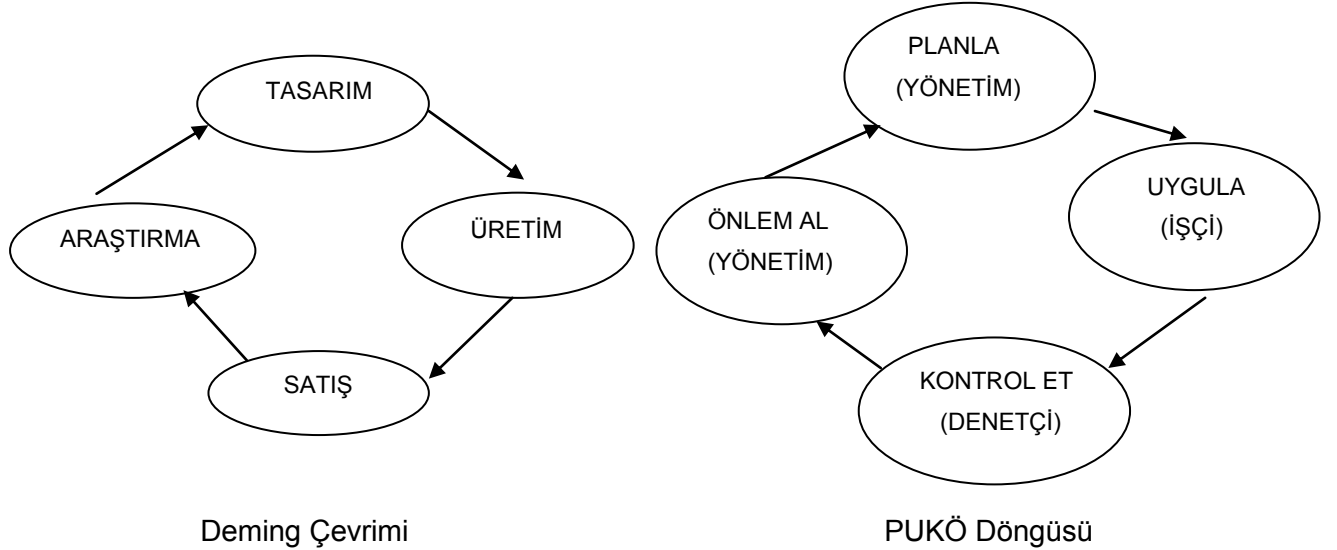 TASARIM
ÜRETİM
SATIŞ
ARAŞTIRMA
Deming Çevrimi
PLANLA
(YÖNETİM)
UYGULA
(İŞÇİ)
KONTROL ET
(DENETÇİ)
ÖNLEM AL
(YÖNETİM)
PUKÖ Döngüsü